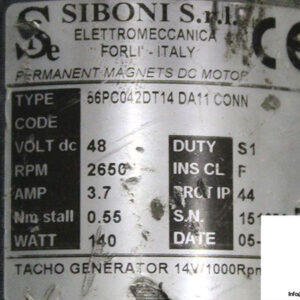 Se SIBONI S.r.l. CE
ELETTROMECCANICA
FORLI' - ITALY
PERMANENT MAGNETS DC MOTOR
TYPE 66PC042DT14 DA11 CONN
CODE
VOLT dc 48 DUTY S1
RPM 2650 INS CL F
AMP 3.7 PROT IP 44
Nm stall 0.55 S.N.
WATT 140 DATE 05-
TACHO GENERATOR 14V/1000Rpm